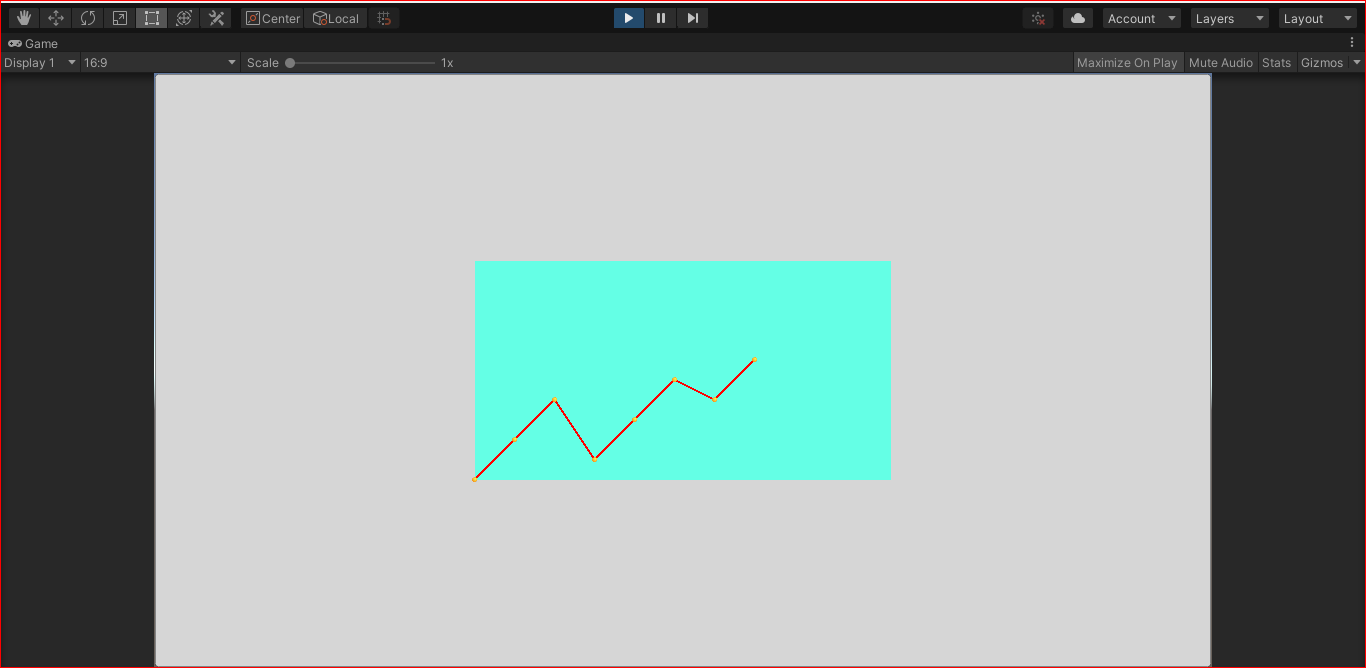 Center Local Account Layers Layout
Game
Display 1 16:9 Scale 1x Maximize On Play Mute Audio Stats Gizmos